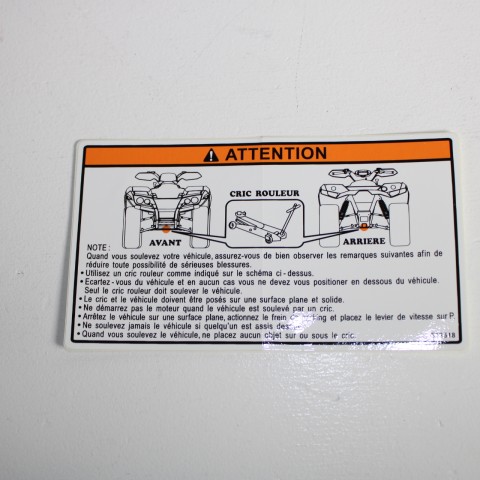 ATTENTION
CRIC ROULEUR
AVANT
ARRIERE
NOTE :
Quand vous soulevez votre véhicule, assurez-vous de bien observer les remarques suivantes afin de
réduire toute possibilité de sérieuses blessures.
• Utilisez un cric rouleur comme indiqué sur le schéma ci-dessus.
• Ecartez-vous du véhicule et en aucun cas vous ne devez vous positionner en dessous du véhicule.
Seul le cric rouleur doit soulever le véhicule.
• Le cric et le véhicule doivent être posés sur une surface plane et solide.
• Ne démarrez pas le moteur quand le véhicule est soulevé par un cric.
• Arrêtez le véhicule sur une surface plane, actionnez le frein de parking et placez le levier de vitesse sur P.
• Ne soulevez jamais le véhicule si quelqu'un est assis
• Quand vous soulevez le véhicule, ne placez aucun objet sur ou sous le cric.